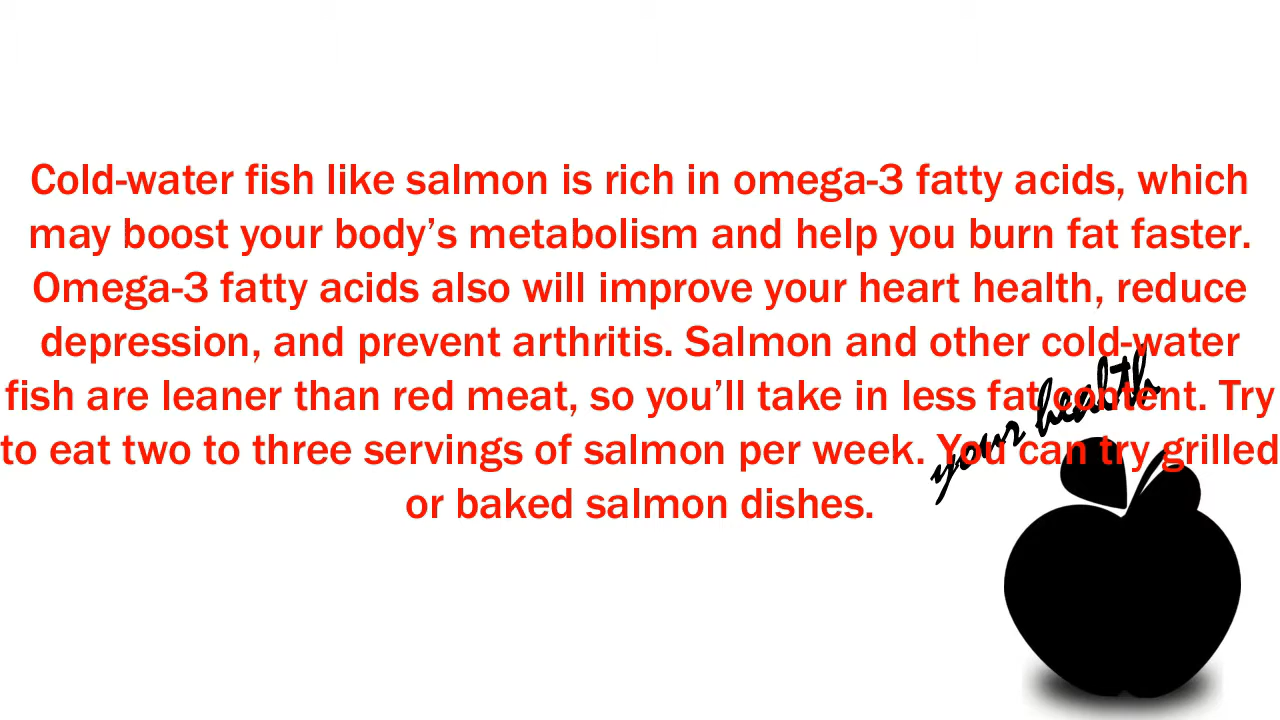 Cold-water fish like salmon is rich in omega-3 fatty acids, which
may boost your body’s metabolism and help you burn fat faster.
Omega-3 fatty acids also will improve your heart health, reduce
depression, and prevent arthritis. Salmon and other cold-water
fish are leaner than red meat, so you’ll take in less fat content. Try
to eat two to three servings of salmon per week. You can try grilled
or baked salmon dishes.
your health